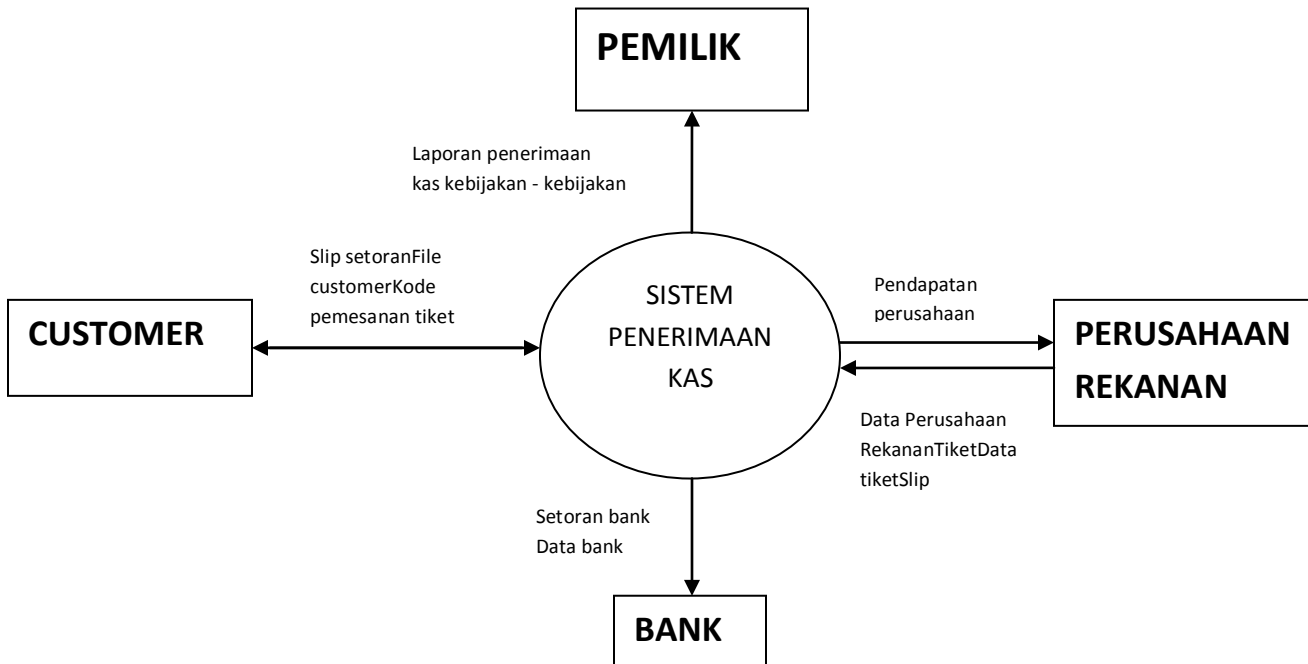 PEMILIK
Laporan penerimaan
kas kebijakan - kebijakan
Slip setoranFile
customerKode
pemesanan tiket
CUSTOMER
SISTEM
PENERIMAAN
KAS
Pendapatan
perusahaan
PERUSAHAAN
REKANAN
Data Perusahaan
RekananTiketData
tiketSlip
Setoran bank
Data bank
BANK